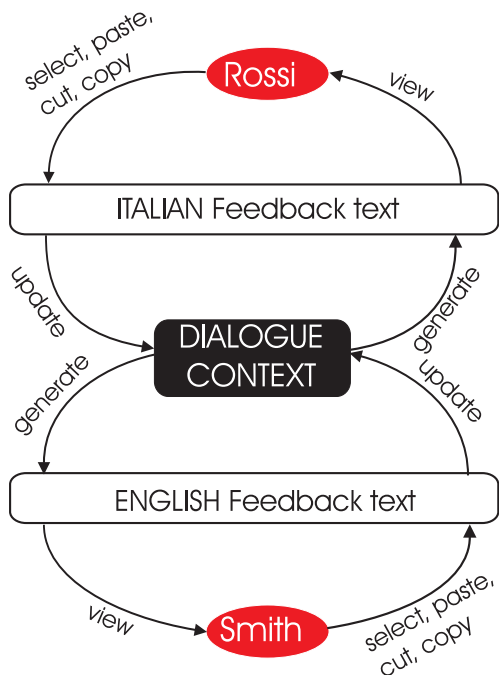 select, paste,
cut, copy
Rossi
view
ITALIAN Feedback text
update
generate
DIALOGUE
CONTEXT
generate
update
ENGLISH Feedback text
view
Smith
select, paste,
cut, copy